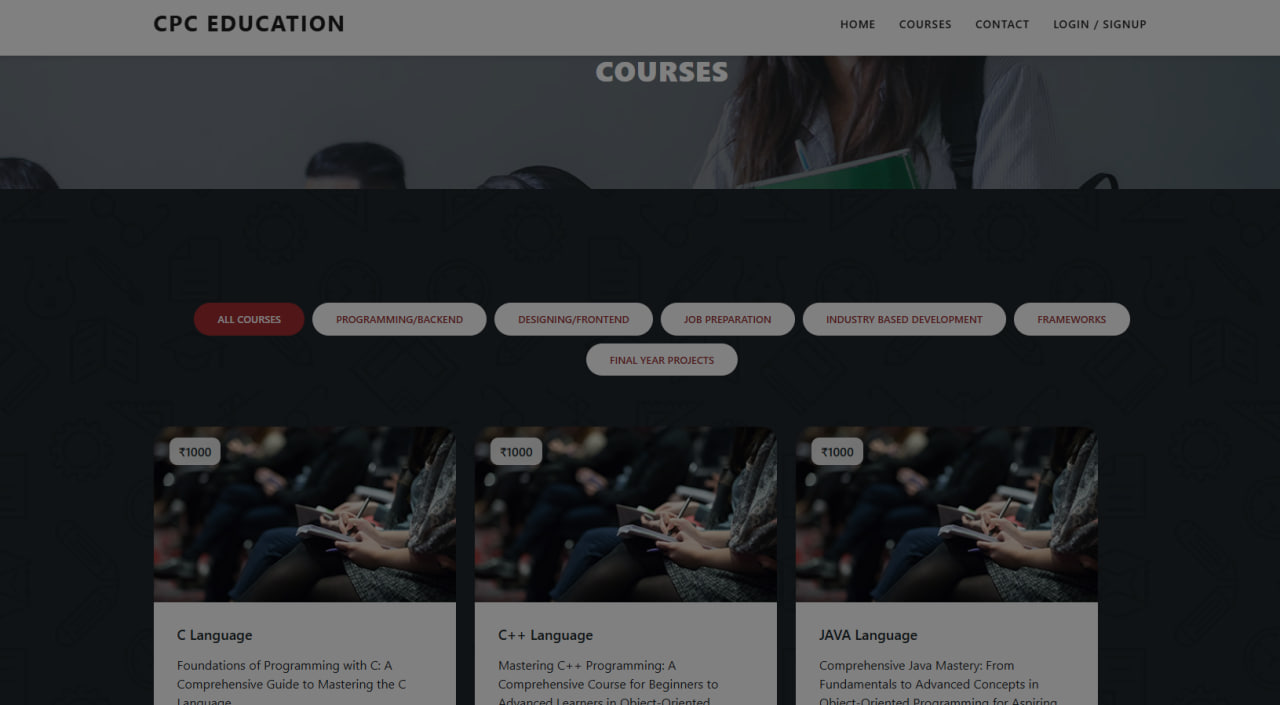 CPC EDUCATION
HOME COURSES CONTACT LOGIN / SIGNUP
COURSES
ALL COURSES PROGRAMMING/BACKEND DESIGNING/FRONTEND JOB PREPARATION INDUSTRY BASED DEVELOPMENT FRAMEWORKS
FINAL YEAR PROJECTS
₹1000
C Language
Foundations of Programming with C: A
Comprehensive Guide to Mastering the C
Language
₹1000
C++ Language
Mastering C++ Programming: A
Comprehensive Course for Beginners to
Advanced Learners in Object-Oriented
₹1000
JAVA Language
Comprehensive Java Mastery: From
Fundamentals to Advanced Concepts in
Object-Oriented Programming for Aspiring